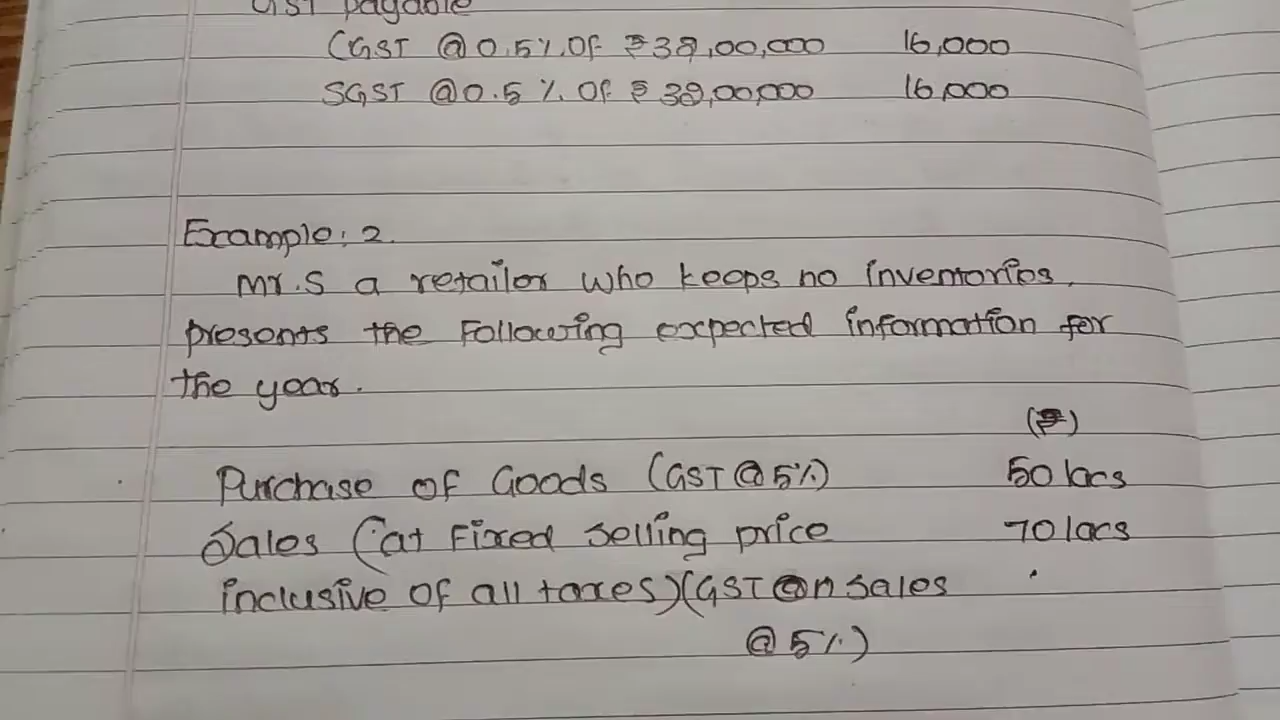 GST payable
CGST @ 0.5% OF ₹ 32,00,000 16,000
SGST @ 0.5 % OF ₹ 32,00,000 16,000
Example: 2.
Mr.S a retailer who keeps no inventories,
presents the Following expected information for
the year.
(₹)
Purchase of Goods (GST @ 5%) 50 lacs
Sales (at Fixed selling price 70 lacs
inclusive of all taxes)(GST on sales
@ 5%)